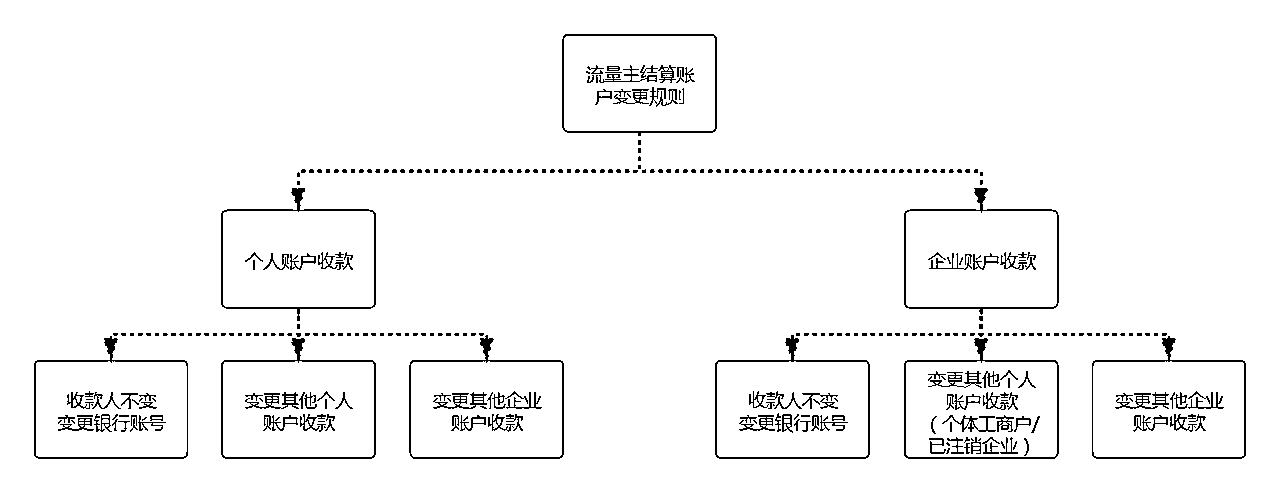 流量主结算账
户变更规则
个人账户收款
企业账户收款
收款人不变
变更银行账号
变更其他个人
账户收款
变更其他企业
账户收款
收款人不变
变更银行账号
变更其他个人
账户收款
（个体工商户/
已注销企业）
变更其他企业
账户收款